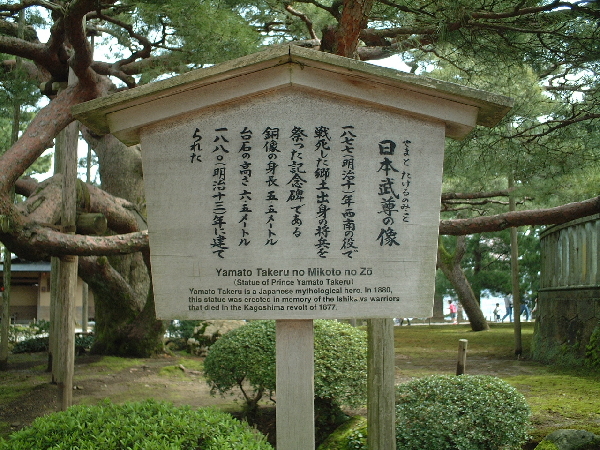 やまと たけるのみこと
日本武尊の像
一八七七(明治十)年西南の役で
戦死した郷土出身の将兵を
祭った記念碑である
銅像の身長 五.五メートル
台石の高さ 六.五メートル
一八八〇(明治十三)年に建て
られた
Yamato Takeru no Mikoto no Zō
(Statue of Prince Yamato Takeru)
Yamato Takeru is a Japanese mythological hero. In 1880,
this statue was erected in memory of the Ishikawa warriors
that died in the Kagoshima revolt of 1877.